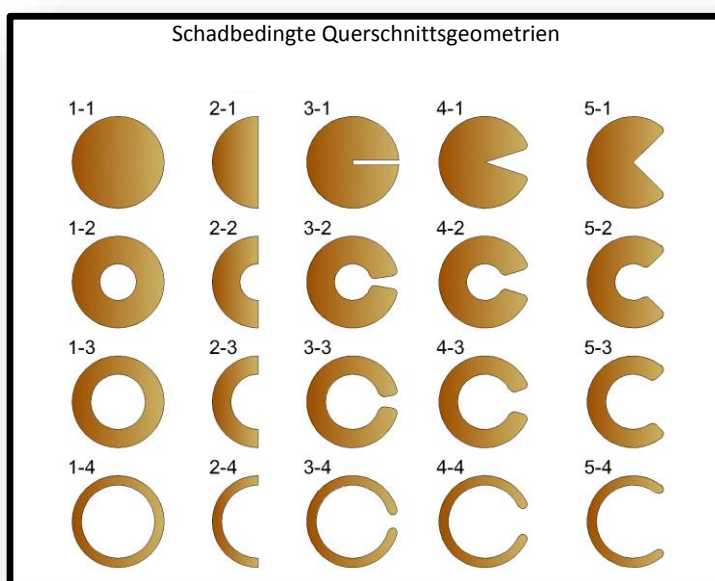 Schadbedingte Querschnittsgeometrien
1-1 2-1 3-1 4-1 5-1
1-2 2-2 3-2 4-2 5-2
1-3 2-3 3-3 4-3 5-3
1-4 2-4 3-4 4-4 5-4